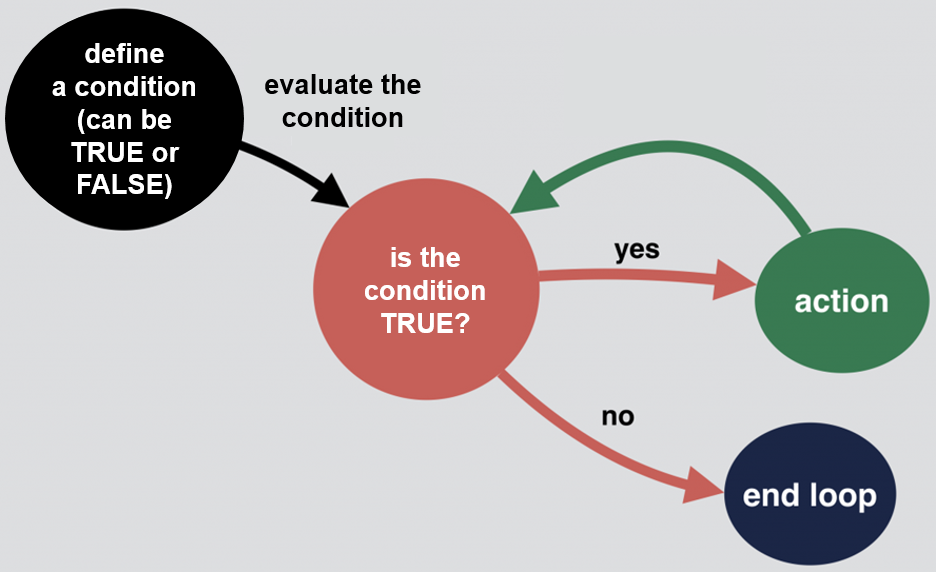 define
a condition
(can be
TRUE or
FALSE)
evaluate the
condition
is the
condition
TRUE?
yes
action
no
end loop